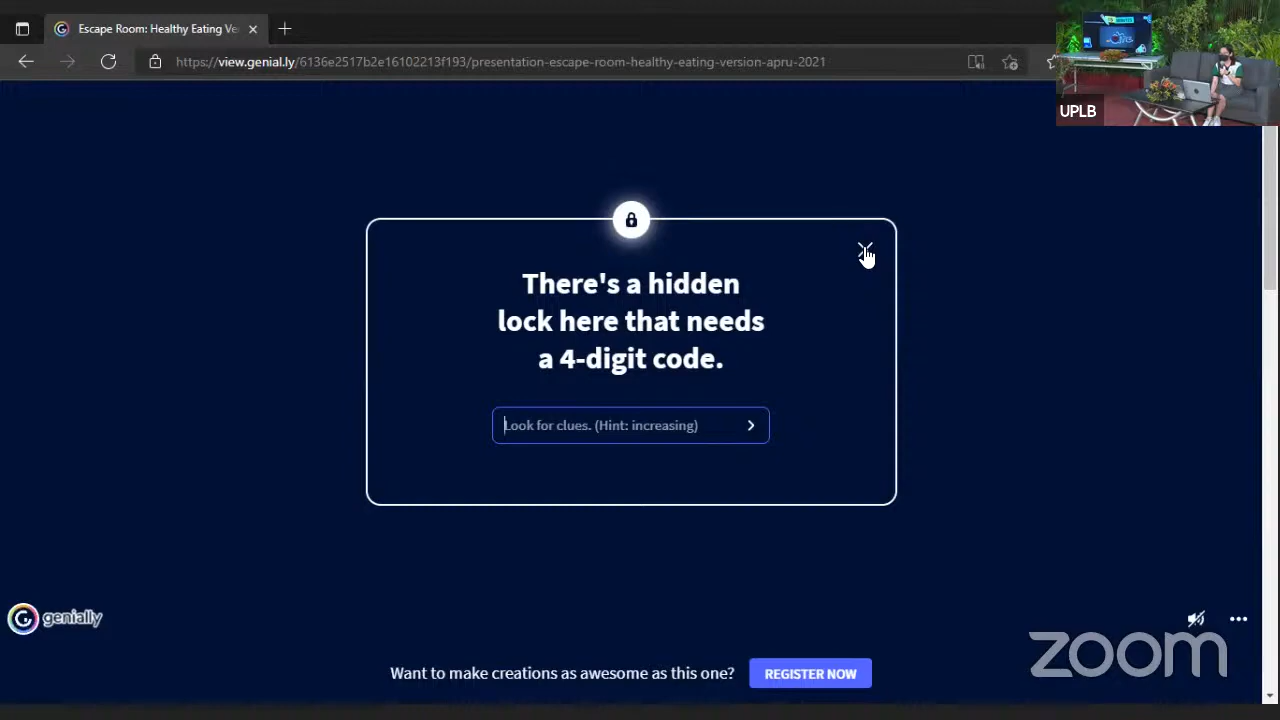 Escape Room: Healthy Eating Ve
https://view.genial.ly/6136e2517b2e16102213f193/presentation-escape-room-healthy-eating-version-apru-2021
UPLB
There's a hidden
lock here that needs
a 4-digit code.
Look for clues. (Hint: increasing)
genially
zoom
Want to make creations as awesome as this one?
REGISTER NOW